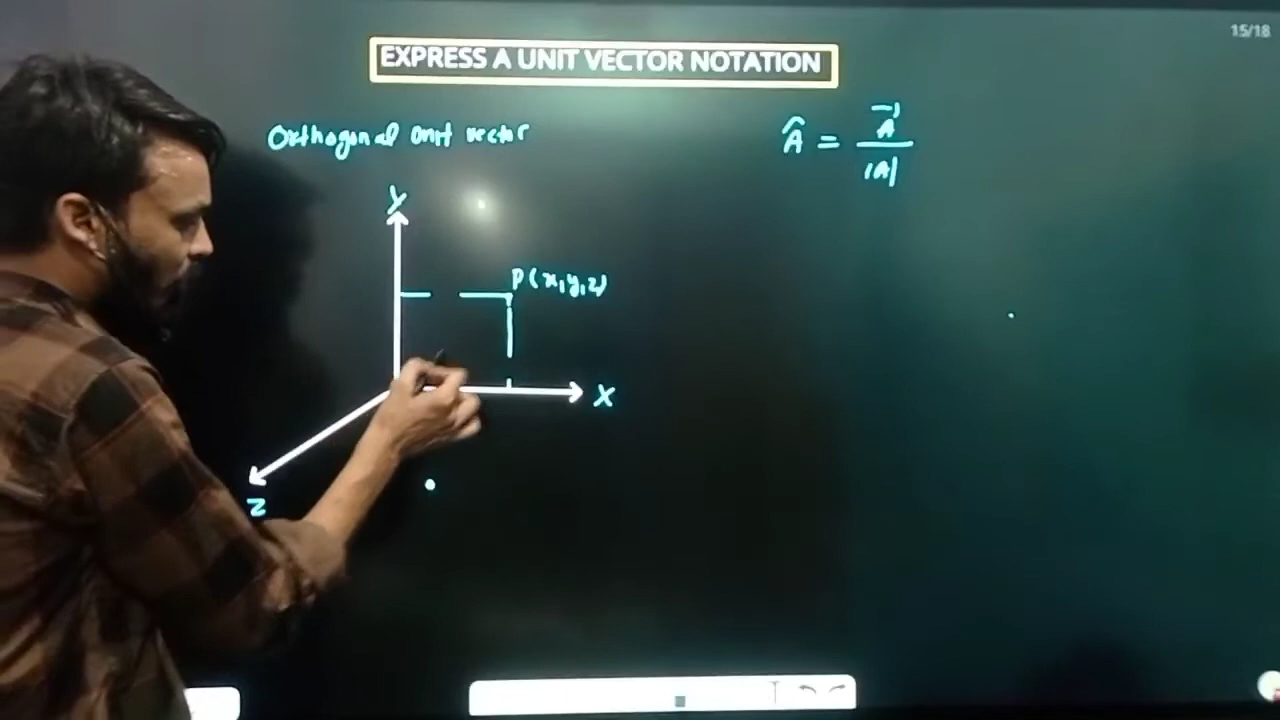 15/18
EXPRESS A UNIT VECTOR NOTATION
Orthogonal unit vector
Â = A⃗ / |A|
Y
P(x,y,z)
X
Z